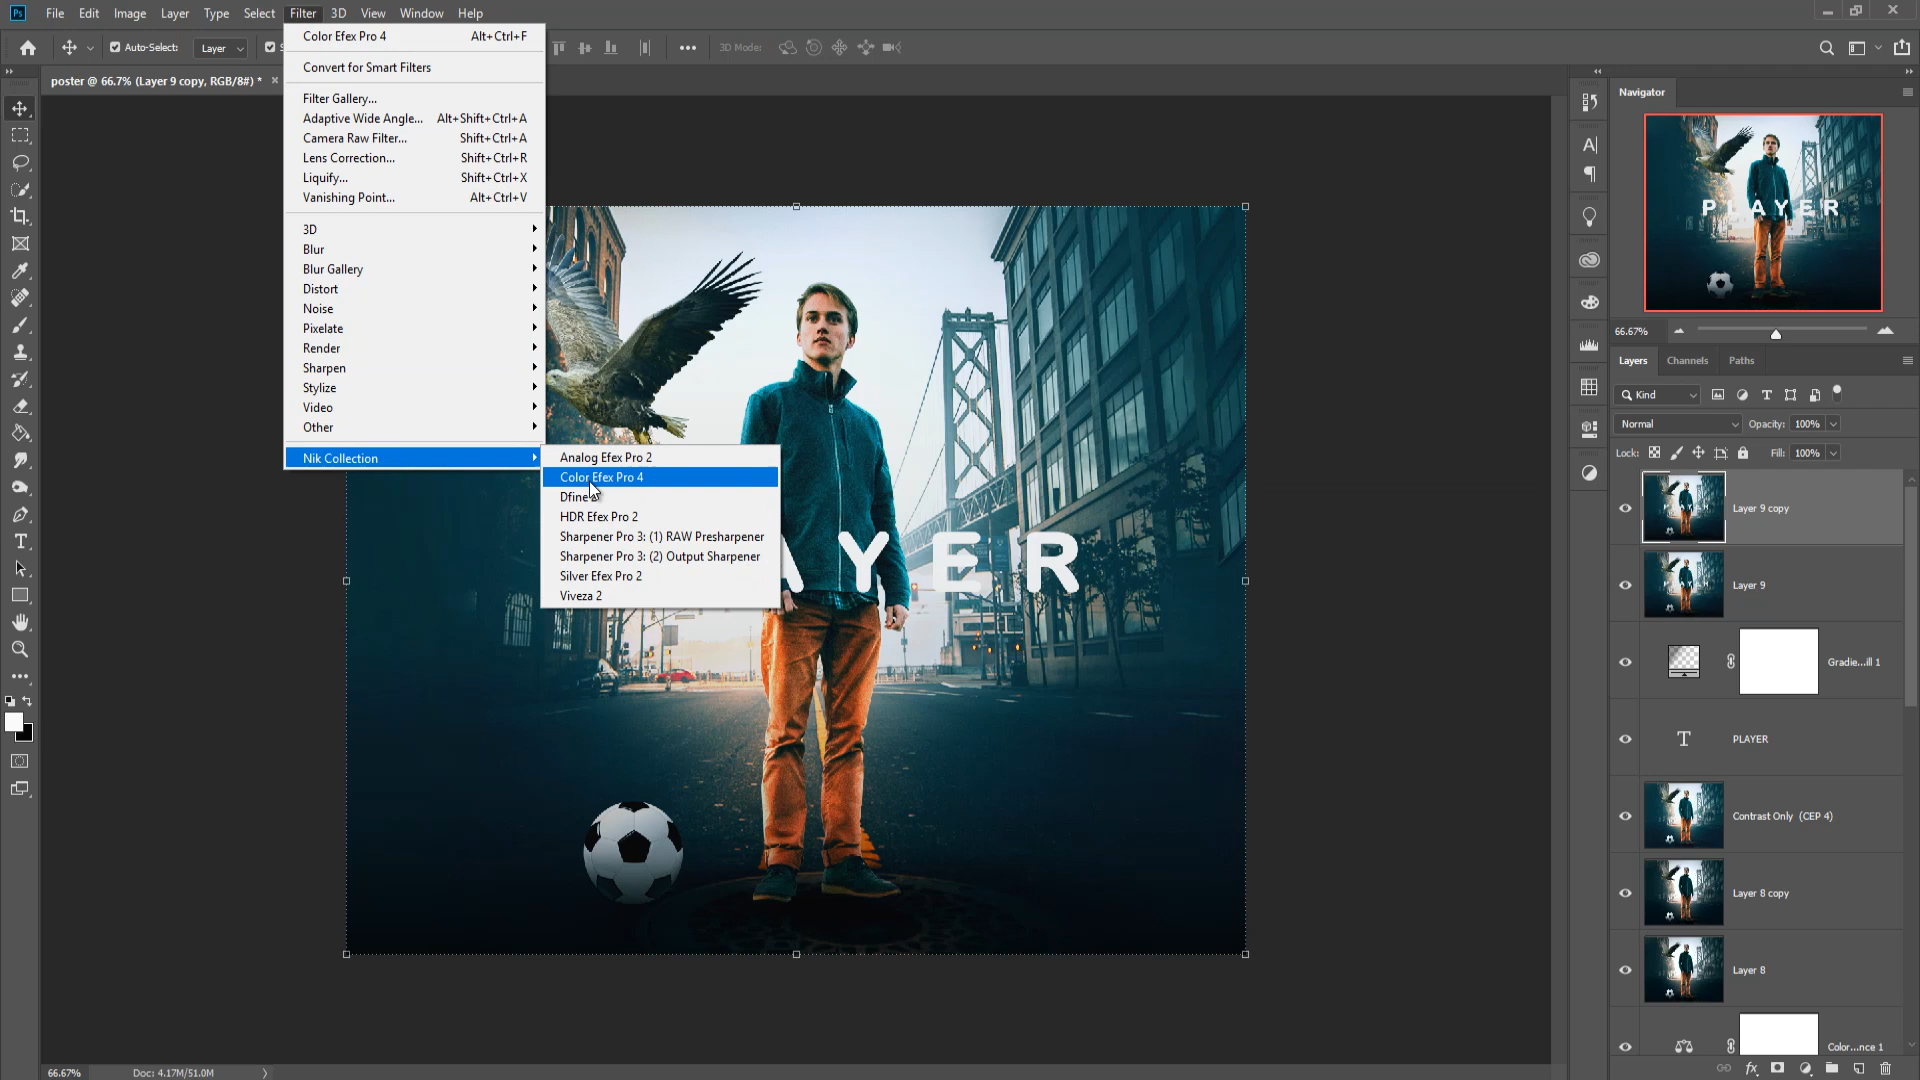 Ps File Edit Image Layer Type Select Filter 3D View Window Help
Auto-Select: Layer S 3D Mode:
poster @ 66.7% (Layer 9 copy, RGB/8#) *
Color Efex Pro 4 Alt+Ctrl+F
Convert for Smart Filters
Filter Gallery...
Adaptive Wide Angle... Alt+Shift+Ctrl+A
Camera Raw Filter... Shift+Ctrl+A
Lens Correction... Shift+Ctrl+R
Liquify... Shift+Ctrl+X
Vanishing Point... Alt+Ctrl+V
3D
Blur
Blur Gallery
Distort
Noise
Pixelate
Render
Sharpen
Stylize
Video
Other
Nik Collection
Analog Efex Pro 2
Color Efex Pro 4
Dfine 2
HDR Efex Pro 2
Sharpener Pro 3: (1) RAW Presharpener
Sharpener Pro 3: (2) Output Sharpener
Silver Efex Pro 2
Viveza 2
AYER
Navigator
PLAYER
66.67%
Layers Channels Paths
Kind
Normal Opacity: 100%
Lock: Fill: 100%
Layer 9 copy
Layer 9
Gradie...ill 1
PLAYER
Contrast Only (CEP 4)
Layer 8 copy
Layer 8
Color...nce 1
66.67% Doc: 4.17M/51.0M